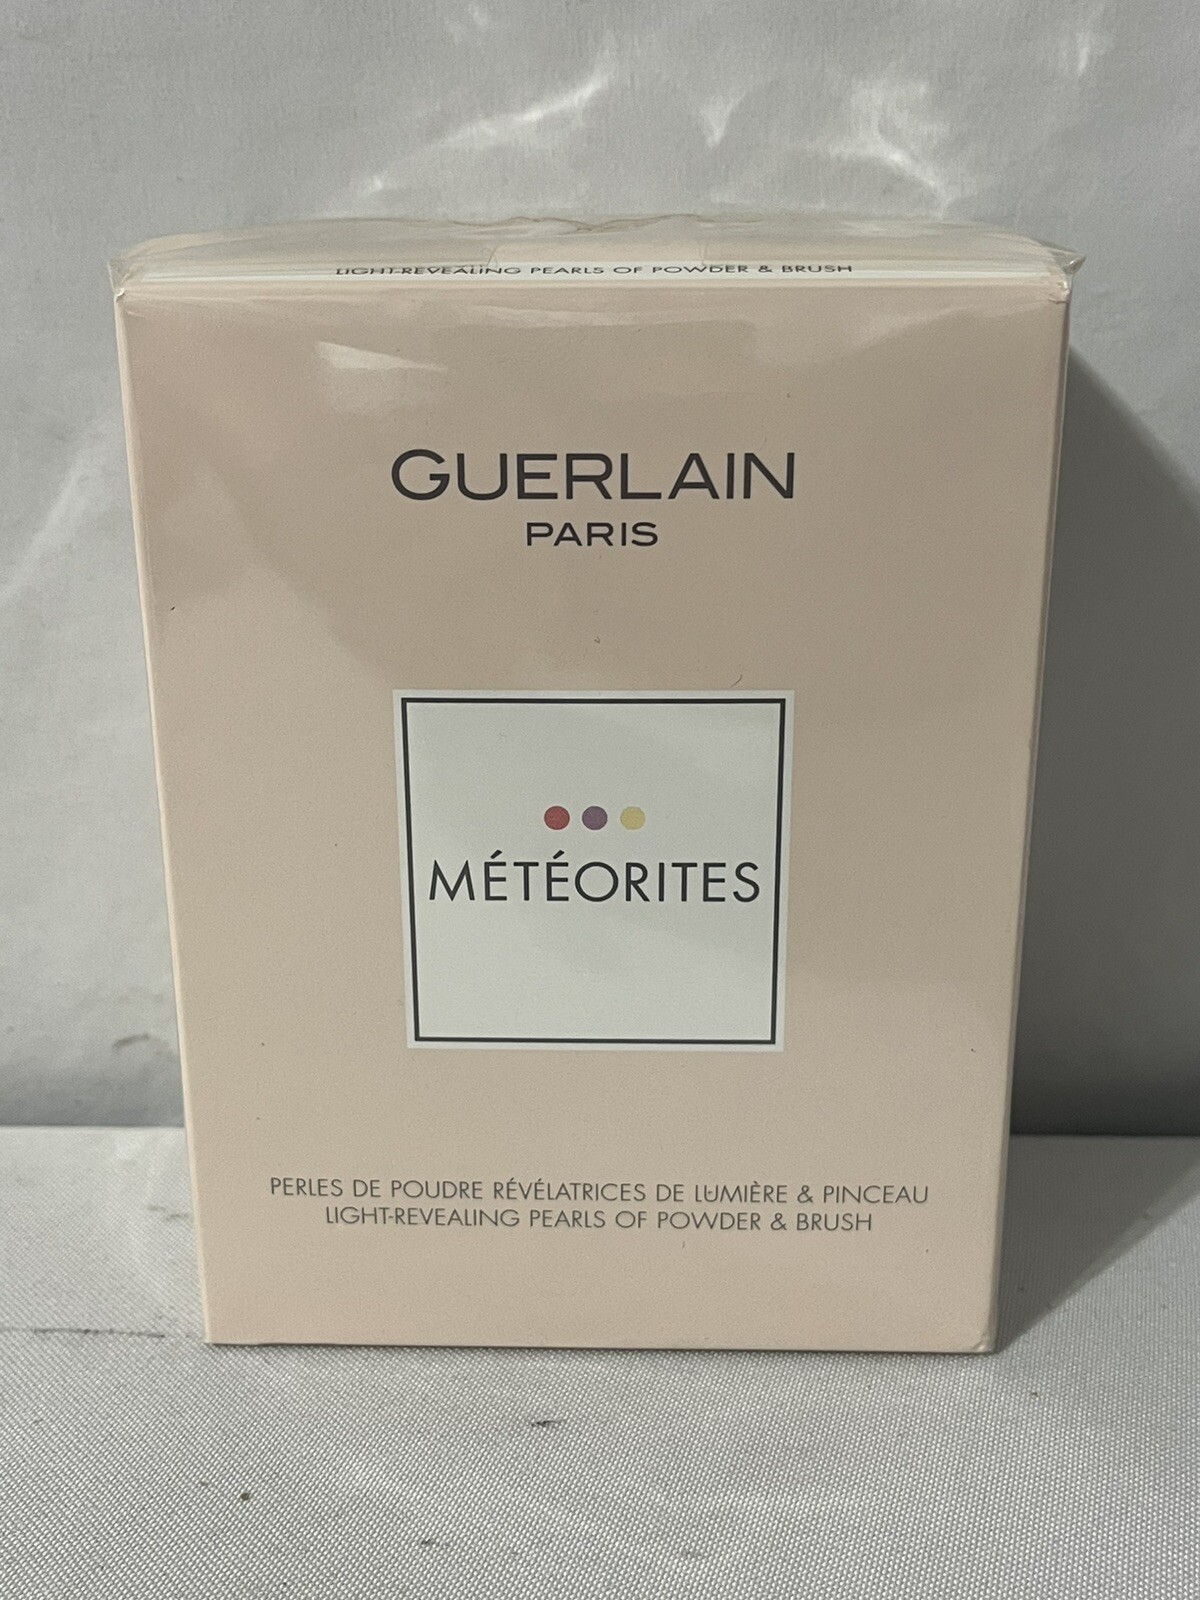 LIGHT-REVEALING PEARLS OF POWDER & BRUSH
GUERLAIN
PARIS
MÉTÉORITES
PERLES DE POUDRE RÉVÉLATRICES DE LUMIÈRE & PINCEAU
LIGHT-REVEALING PEARLS OF POWDER & BRUSH